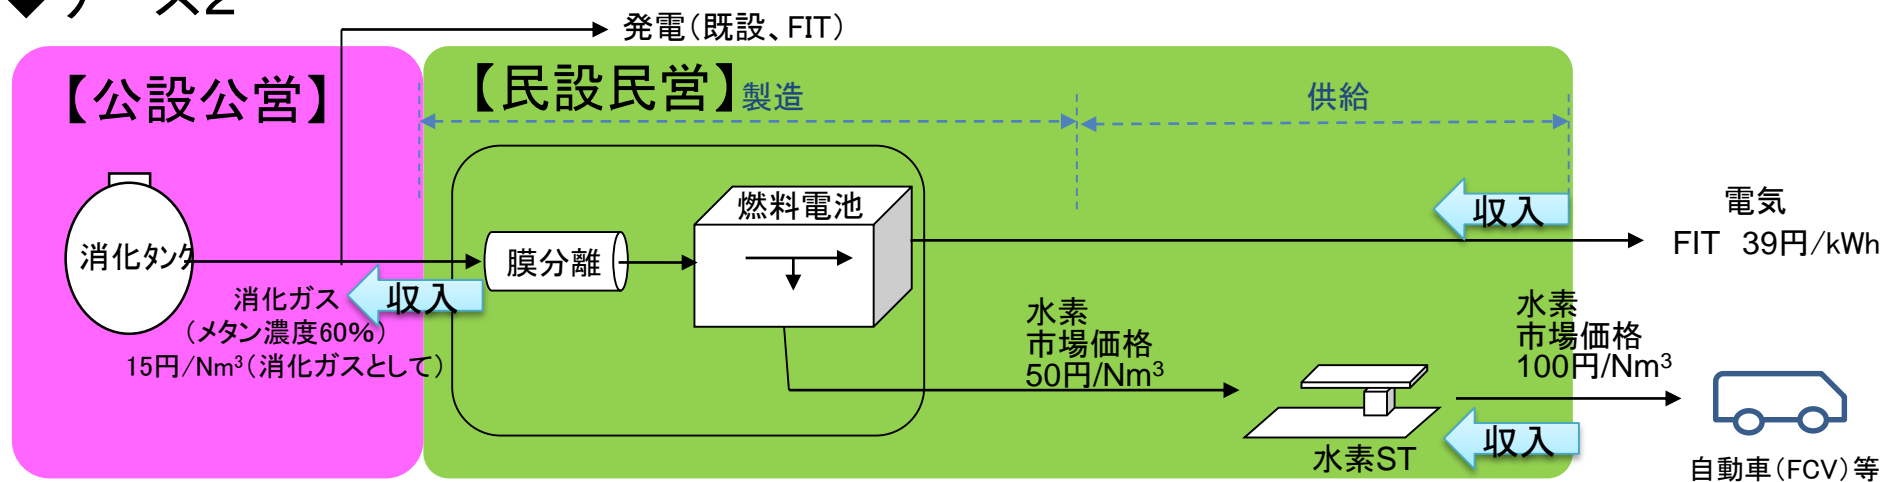 発電（既設、FIT）
【公設公営】
【民設民営】
製造
供給
消化タンク
膜分離
燃料電池
収入
電気
FIT 39円/kWh
消化ガス
（メタン濃度60％）
15円/Nm³（消化ガスとして）
収入
水素
市場価格
50円/Nm³
水素
市場価格
100円/Nm³
水素ST
収入
自動車（FCV）等